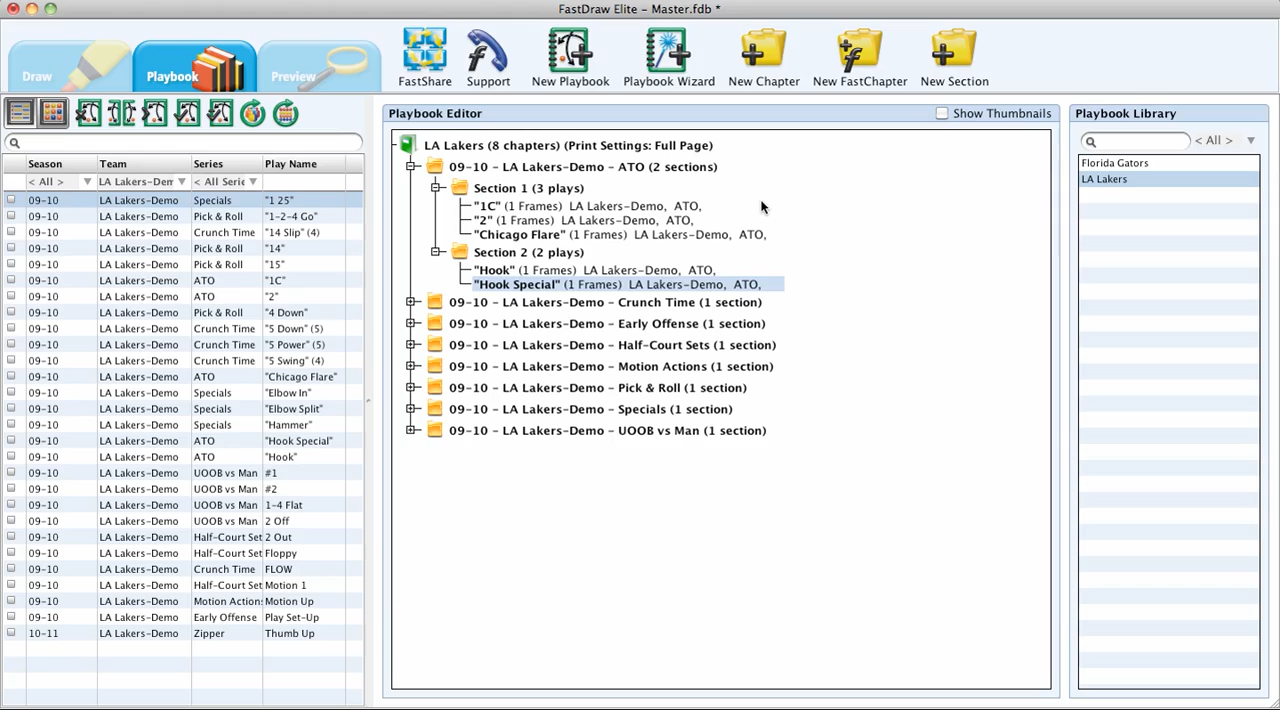 FastDraw Elite - Master.fdb *
Draw
Playbook
Preview
FastShare
Support
New Playbook
Playbook Wizard
New Chapter
New FastChapter
New Section
Season Team Series Play Name
< All > LA Lakers-Dem < All Serie
09-10 LA Lakers-Demo Specials "1 25"
09-10 LA Lakers-Demo Pick & Roll "1-2-4 Go"
09-10 LA Lakers-Demo Crunch Time "14 Slip" (4)
09-10 LA Lakers-Demo Pick & Roll "14"
09-10 LA Lakers-Demo Pick & Roll "15"
09-10 LA Lakers-Demo ATO "1C"
09-10 LA Lakers-Demo ATO "2"
09-10 LA Lakers-Demo Pick & Roll "4 Down"
09-10 LA Lakers-Demo Crunch Time "5 Down" (5)
09-10 LA Lakers-Demo Crunch Time "5 Power" (5)
09-10 LA Lakers-Demo Crunch Time "5 Swing" (4)
09-10 LA Lakers-Demo ATO "Chicago Flare"
09-10 LA Lakers-Demo Specials "Elbow In"
09-10 LA Lakers-Demo Specials "Elbow Split"
09-10 LA Lakers-Demo Specials "Hammer"
09-10 LA Lakers-Demo ATO "Hook Special"
09-10 LA Lakers-Demo ATO "Hook"
09-10 LA Lakers-Demo UOOB vs Man #1
09-10 LA Lakers-Demo UOOB vs Man #2
09-10 LA Lakers-Demo UOOB vs Man 1-4 Flat
09-10 LA Lakers-Demo UOOB vs Man 2 Off
09-10 LA Lakers-Demo Half-Court Set 2 Out
09-10 LA Lakers-Demo Half-Court Set Floppy
09-10 LA Lakers-Demo Crunch Time FLOW
09-10 LA Lakers-Demo Half-Court Set Motion 1
09-10 LA Lakers-Demo Motion Action: Motion Up
09-10 LA Lakers-Demo Early Offense Play Set-Up
10-11 LA Lakers-Demo Zipper Thumb Up
Playbook Editor
Show Thumbnails
LA Lakers (8 chapters) (Print Settings: Full Page)
09-10 - LA Lakers-Demo - ATO (2 sections)
Section 1 (3 plays)
"1C" (1 Frames) LA Lakers-Demo, ATO,
"2" (1 Frames) LA Lakers-Demo, ATO,
"Chicago Flare" (1 Frames) LA Lakers-Demo, ATO,
Section 2 (2 plays)
"Hook" (1 Frames) LA Lakers-Demo, ATO,
"Hook Special" (1 Frames) LA Lakers-Demo, ATO,
09-10 - LA Lakers-Demo - Crunch Time (1 section)
09-10 - LA Lakers-Demo - Early Offense (1 section)
09-10 - LA Lakers-Demo - Half-Court Sets (1 section)
09-10 - LA Lakers-Demo - Motion Actions (1 section)
09-10 - LA Lakers-Demo - Pick & Roll (1 section)
09-10 - LA Lakers-Demo - Specials (1 section)
09-10 - LA Lakers-Demo - UOOB vs Man (1 section)
Playbook Library
< All >
Florida Gators
LA Lakers